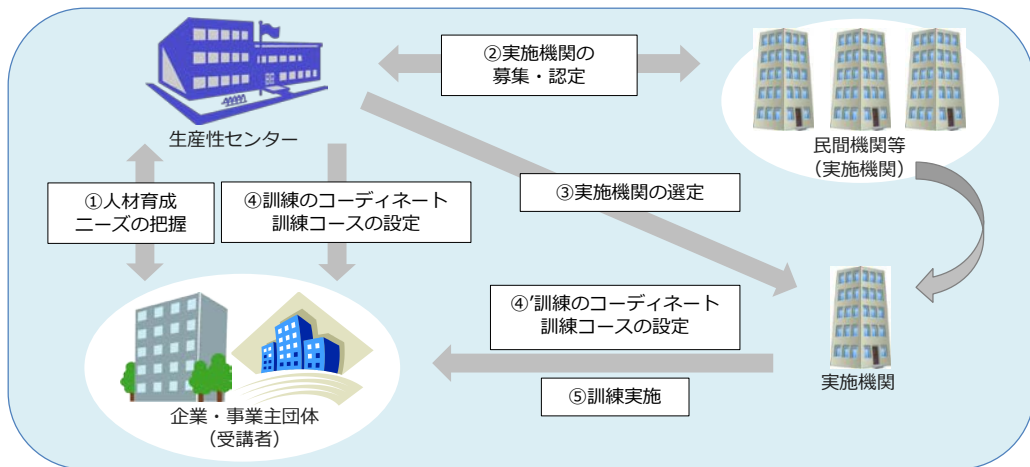 ②実施機関の
募集・認定
生産性センター
民間機関等
（実施機関）
①人材育成
ニーズの把握
④訓練のコーディネート
訓練コースの設定
③実施機関の選定
④’訓練のコーディネート
訓練コースの設定
実施機関
⑤訓練実施
企業・事業主団体
（受講者）